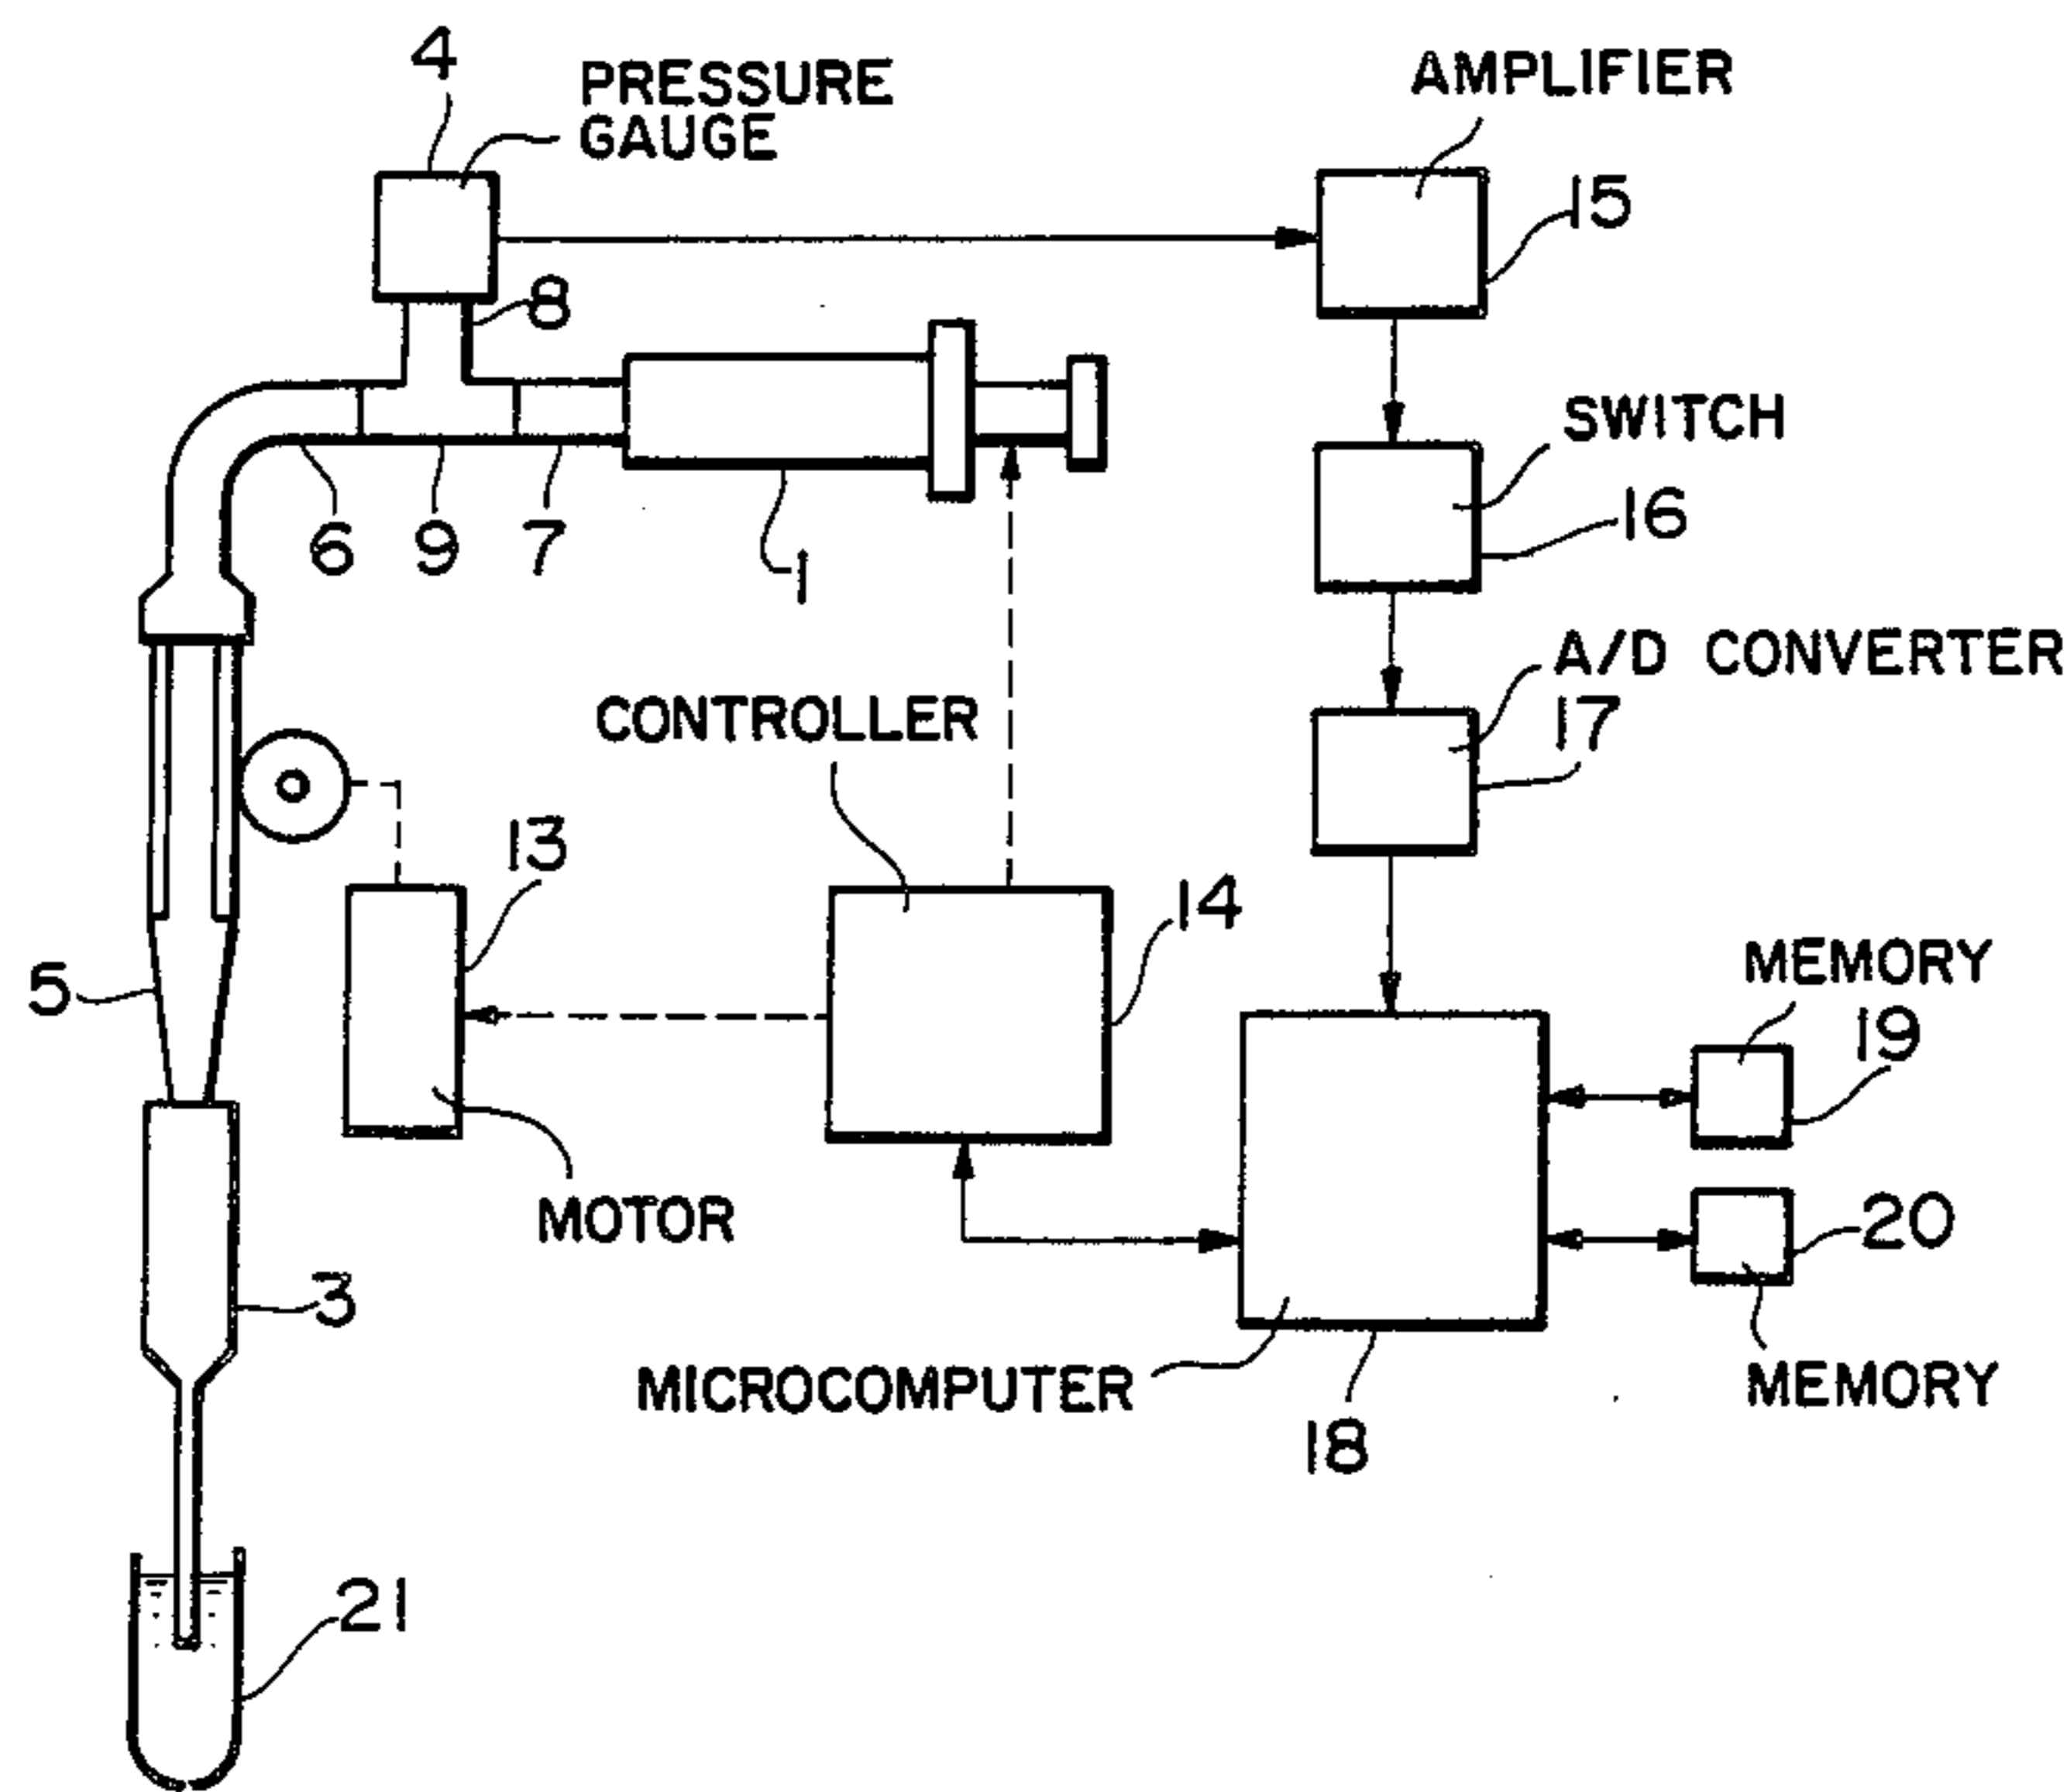 4
PRESSURE
GAUGE
AMPLIFIER
15
8
SWITCH
16
6
9
7
1
A/D CONVERTER
17
CONTROLLER
13
14
5
MEMORY
19
MOTOR
20
3
MICROCOMPUTER
MEMORY
18
21